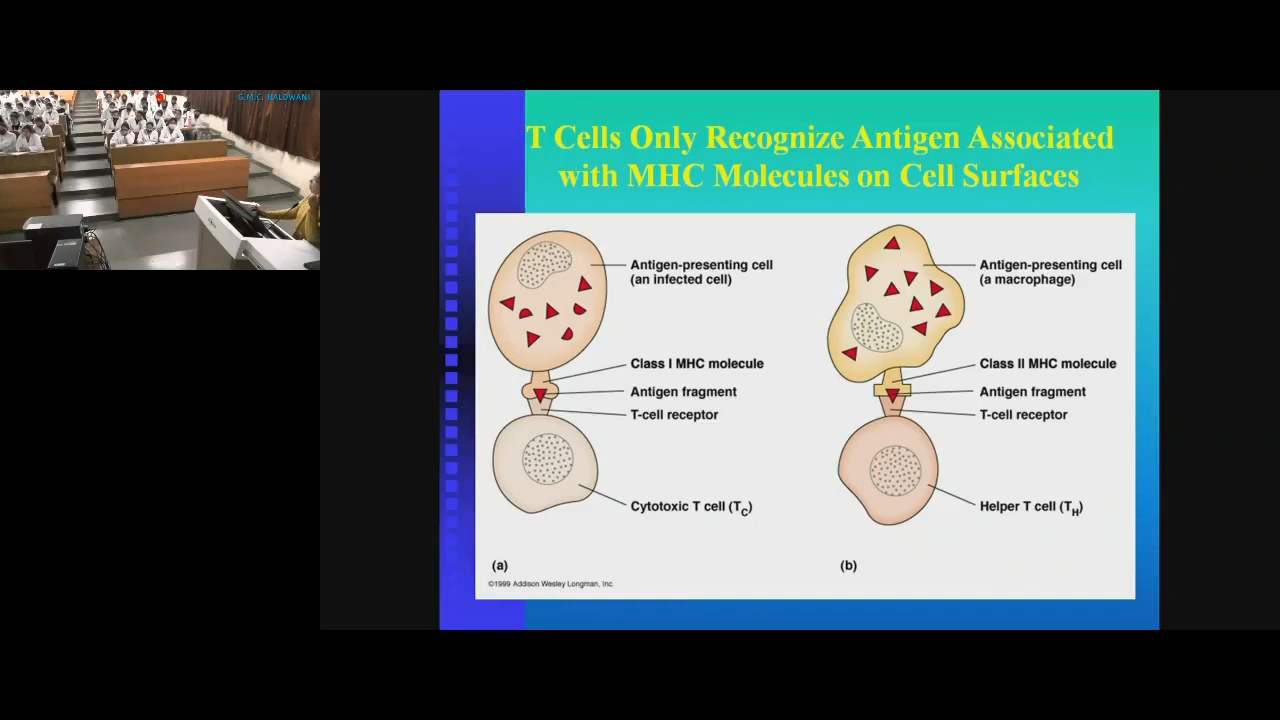 G.M.C. HALDWANI
T Cells Only Recognize Antigen Associated
with MHC Molecules on Cell Surfaces
Antigen-presenting cell
(an infected cell)
Class I MHC molecule
Antigen fragment
T-cell receptor
Cytotoxic T cell (TC)
(a)
©1999 Addison Wesley Longman, Inc.
Antigen-presenting cell
(a macrophage)
Class II MHC molecule
Antigen fragment
T-cell receptor
Helper T cell (TH)
(b)